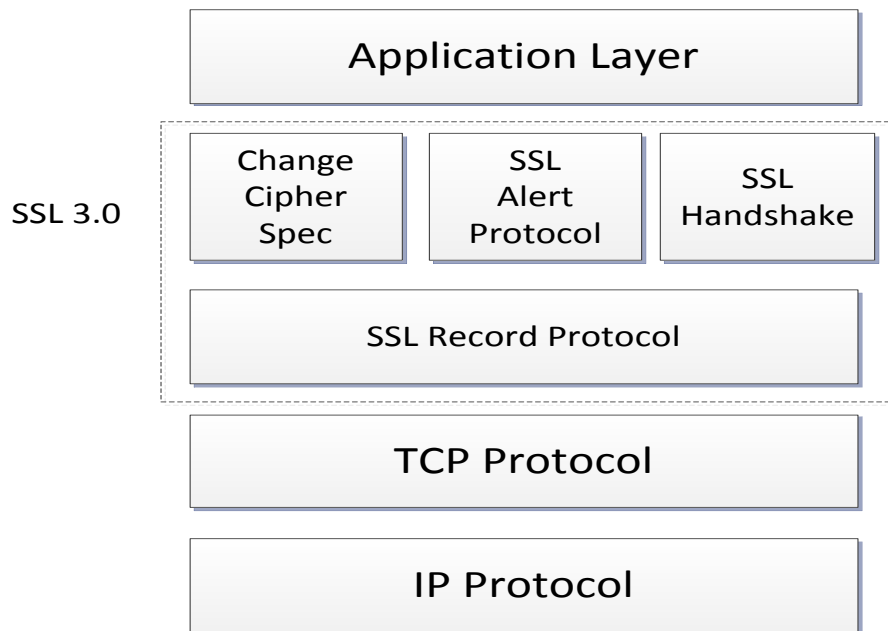 Application Layer
SSL 3.0
Change
Cipher
Spec
SSL
Alert
Protocol
SSL
Handshake
SSL Record Protocol
TCP Protocol
IP Protocol